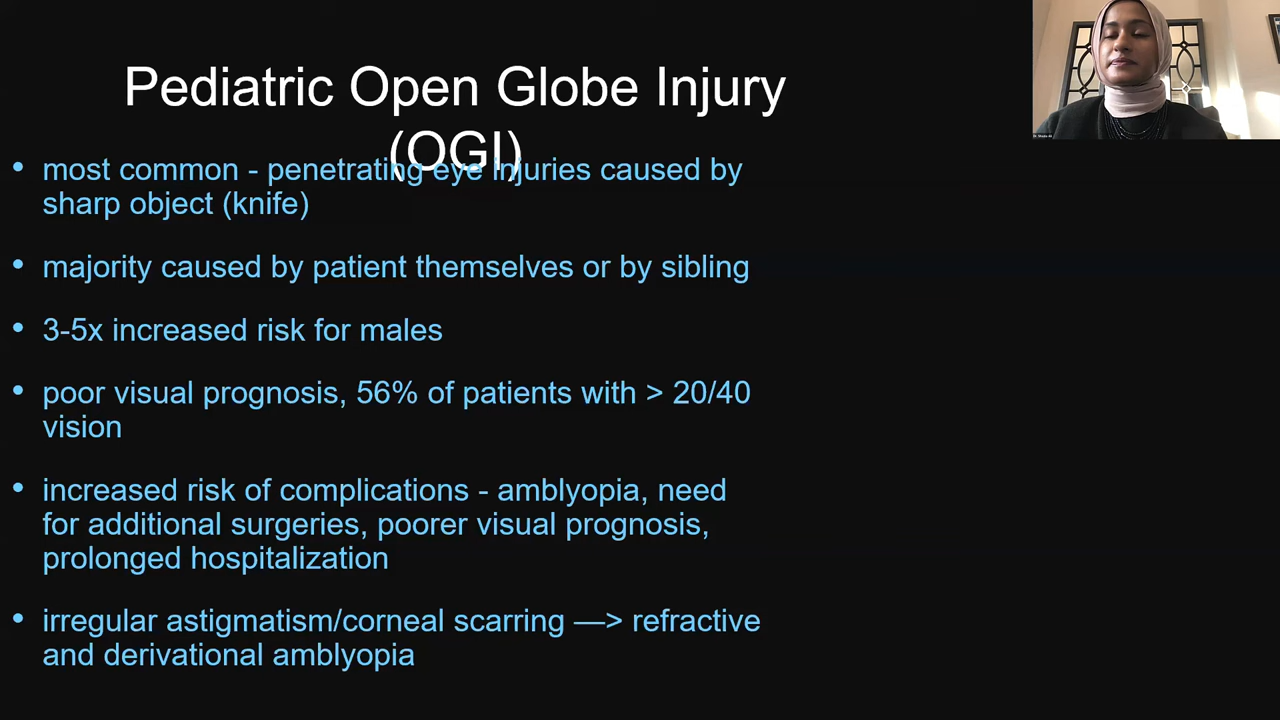 Pediatric Open Globe Injury
(OGI)
• most common - penetrating eye injuries caused by
sharp object (knife)
• majority caused by patient themselves or by sibling
• 3-5x increased risk for males
• poor visual prognosis, 56% of patients with > 20/40
vision
• increased risk of complications - amblyopia, need
for additional surgeries, poorer visual prognosis,
prolonged hospitalization
• irregular astigmatism/corneal scarring —> refractive
and derivational amblyopia